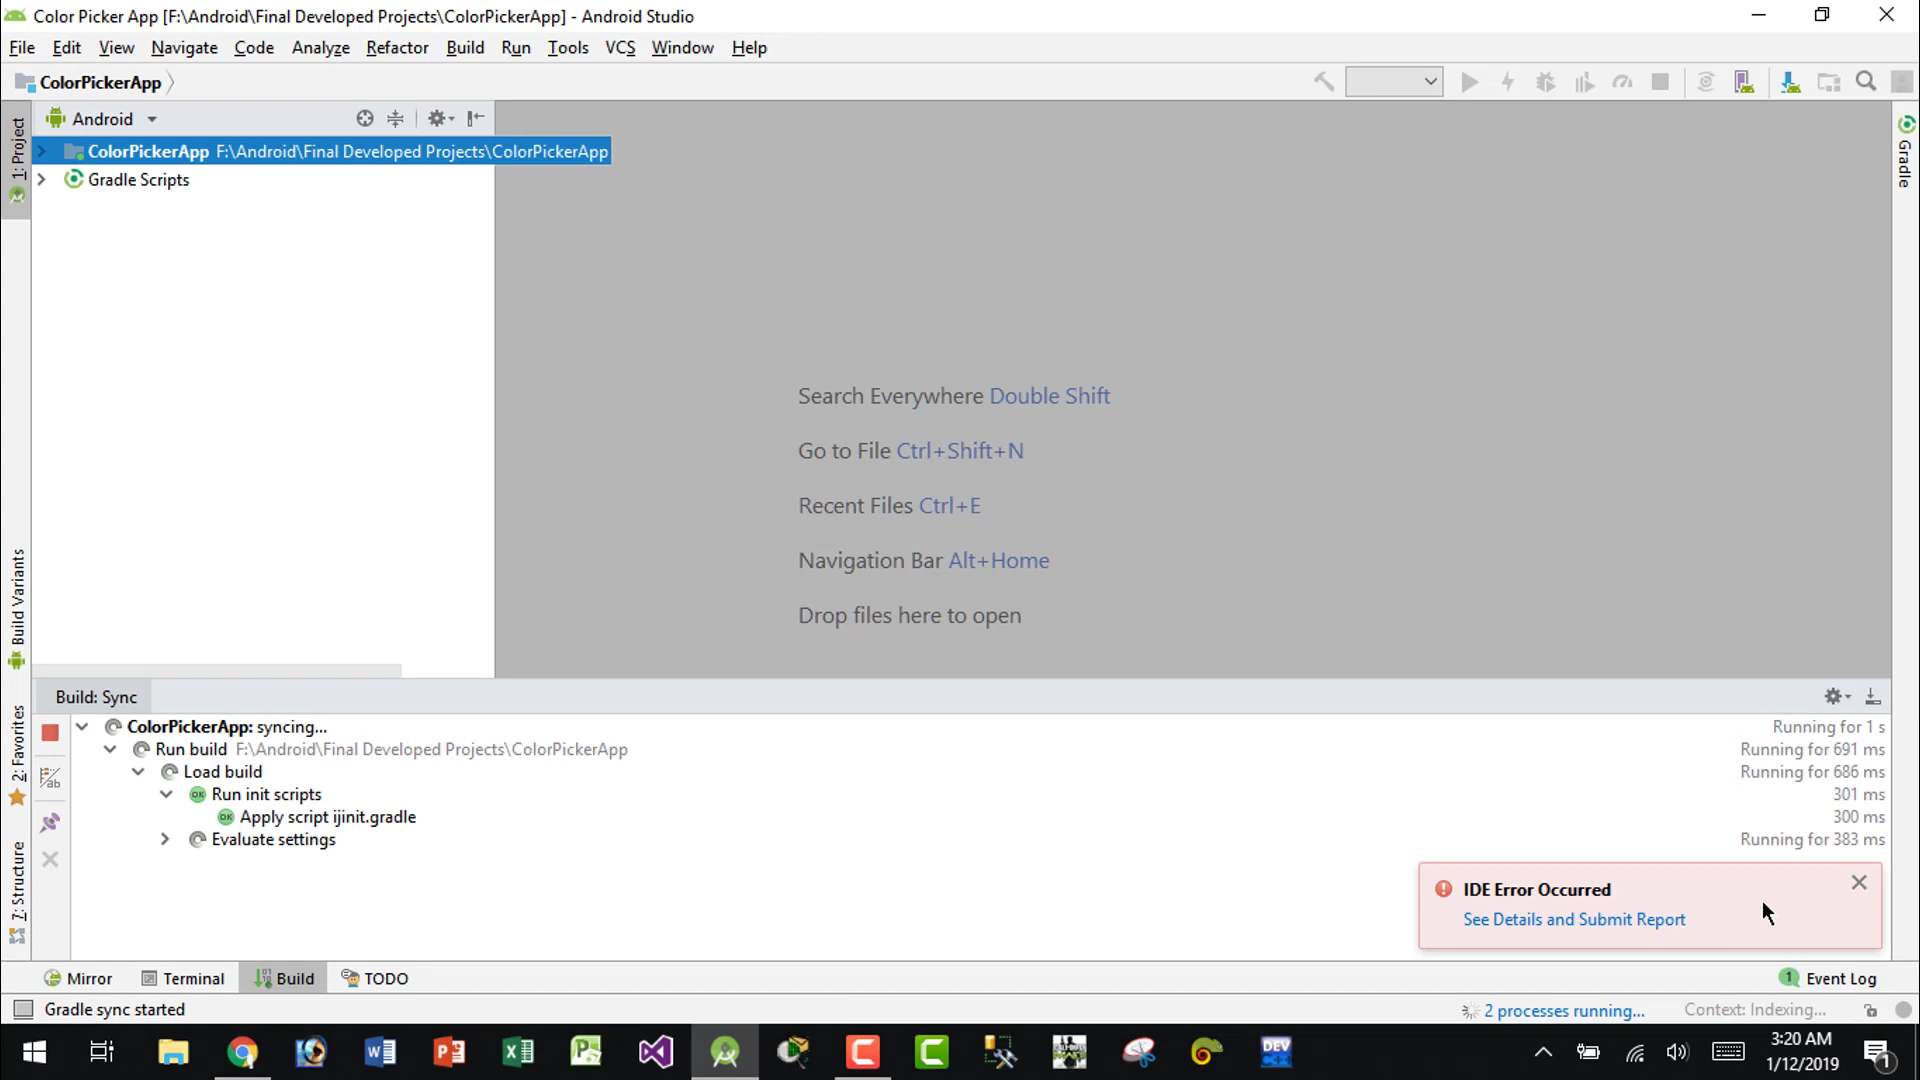 Color Picker App [F:\Android\Final Developed Projects\ColorPickerApp] - Android Studio
File Edit View Navigate Code Analyze Refactor Build Run Tools VCS Window Help
ColorPickerApp
Android
1: Project
ColorPickerApp F:\Android\Final Developed Projects\ColorPickerApp
Gradle Scripts
Gradle
Search Everywhere Double Shift
Go to File Ctrl+Shift+N
Recent Files Ctrl+E
Navigation Bar Alt+Home
Drop files here to open
Build Variants
2: Favorites
7: Structure
Build: Sync
ColorPickerApp: syncing... Running for 1 s
Run build F:\Android\Final Developed Projects\ColorPickerApp Running for 691 ms
Load build Running for 686 ms
Run init scripts 301 ms
Apply script ijinit.gradle 300 ms
Evaluate settings Running for 383 ms
IDE Error Occurred
See Details and Submit Report
Mirror Terminal Build TODO 1 Event Log
Gradle sync started 2 processes running... Context: Indexing...
DEV C++
3:20 AM
1/12/2019
1